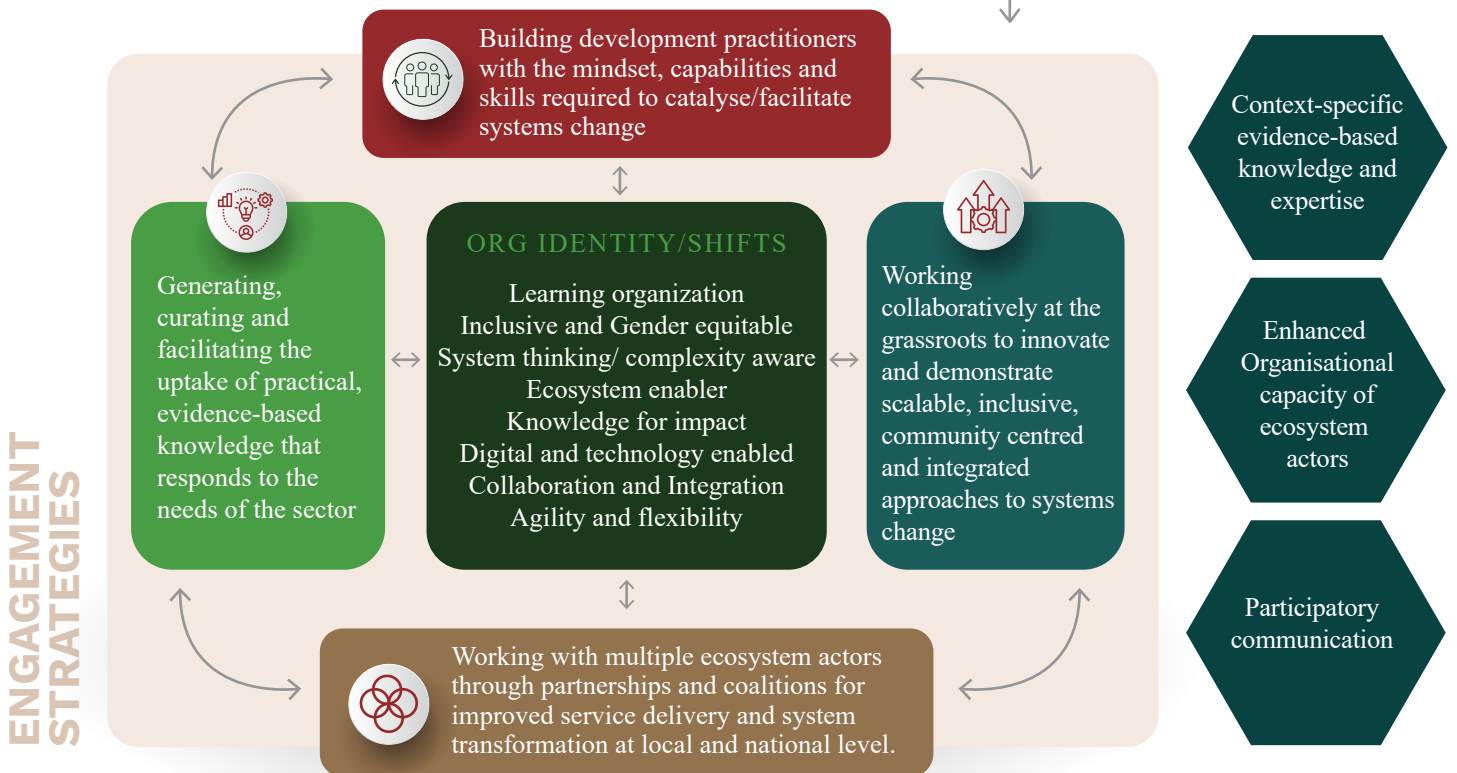 Building development practitioners
with the mindset, capabilities and
skills required to catalyse/facilitate
systems change
Generating,
curating and
facilitating the
uptake of practical,
evidence-based
knowledge that
responds to the
needs of the sector
ORG IDENTITY/SHIFTS
Learning organization
Inclusive and Gender equitable
System thinking/ complexity aware
Ecosystem enabler
Knowledge for impact
Digital and technology enabled
Collaboration and Integration
Agility and flexibility
Working
collaboratively at the
grassroots to innovate
and demonstrate
scalable, inclusive,
community centred
and integrated
approaches to systems
change
Working with multiple ecosystem actors
through partnerships and coalitions for
improved service delivery and system
transformation at local and national level.
ENGAGEMENT
STRATEGIES
Context-specific
evidence-based
knowledge and
expertise
Enhanced
Organisational
capacity of
ecosystem
actors
Participatory
communication